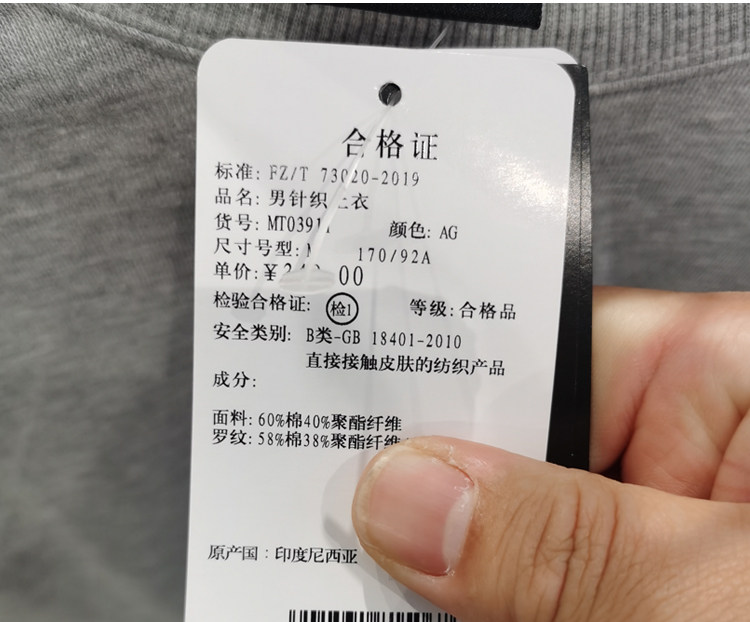 合格证
标准: FZ/T 73020-2019
品名: 男针织 衣
货号: MT0391 颜色: AG
尺寸号型: 170/92A
单价: ¥ 00
检验合格证: 检1 等级: 合格品
安全类别: B类-GB 18401-2010
直接接触皮肤的纺织产品
成分:
面料: 60%棉40%聚酯纤维
罗纹: 58%棉38%聚酯纤维
原产国: 印度尼西亚